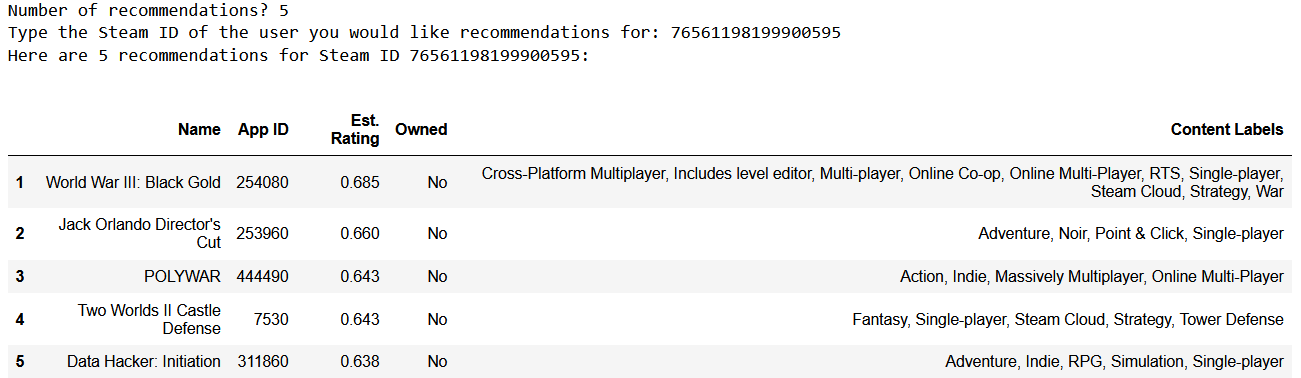 Number of recommendations? 5
Type the Steam ID of the user you would like recommendations for: 76561198199900595
Here are 5 recommendations for Steam ID 76561198199900595:
Name App ID Est. Rating Owned Content Labels
1 World War III: Black Gold 254080 0.685 No Cross-Platform Multiplayer, Includes level editor, Multi-player, Online Co-op, Online Multi-Player, RTS, Single-player,
Steam Cloud, Strategy, War
2 Jack Orlando Director's
Cut 253960 0.660 No Adventure, Noir, Point & Click, Single-player
3 POLYWAR 444490 0.643 No Action, Indie, Massively Multiplayer, Online Multi-Player
4 Two Worlds II Castle
Defense 7530 0.643 No Fantasy, Single-player, Steam Cloud, Strategy, Tower Defense
5 Data Hacker: Initiation 311860 0.638 No Adventure, Indie, RPG, Simulation, Single-player